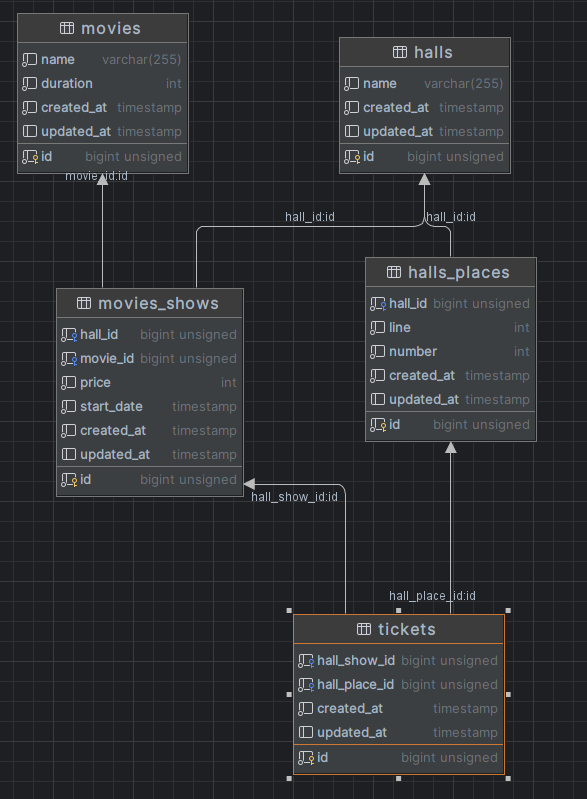 movies
name varchar(255)
duration int
created_at timestamp
updated_at timestamp
id bigint unsigned
halls
name varchar(255)
created_at timestamp
updated_at timestamp
id bigint unsigned
movie_id:id
hall_id:id
hall_id:id
halls_places
hall_id bigint unsigned
line int
number int
created_at timestamp
updated_at timestamp
id bigint unsigned
movies_shows
hall_id bigint unsigned
movie_id bigint unsigned
price int
start_date timestamp
created_at timestamp
updated_at timestamp
id bigint unsigned
hall_show_id:id
hall_place_id:id
tickets
hall_show_id bigint unsigned
hall_place_id bigint unsigned
created_at timestamp
updated_at timestamp
id bigint unsigned